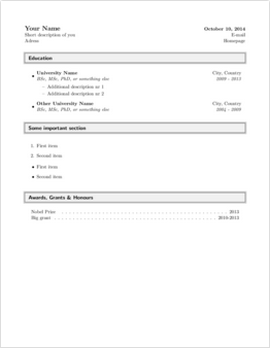 Your Name
October 19, 2014
Short description of you
E-mail
Adress
Homepage
Education
• University Name
City, Country
BSc, MSc, PhD, or something else
2009 - 2013
– Additional description nr 1
– Additional description nr 2
• Other University Name
City, Country
BSc, MSc, PhD, or something else
2004 - 2009
Some important section
1. First item
2. Second item
• First item
• Second item
Awards, Grants & Honours
Nobel Prize . . . . . . . . . . . . . . . . . . . . . . . . . . . . . . . . . . . . . . . . 2013
Big grant . . . . . . . . . . . . . . . . . . . . . . . . . . . . . . . . . . . . . . . . 2010-2013